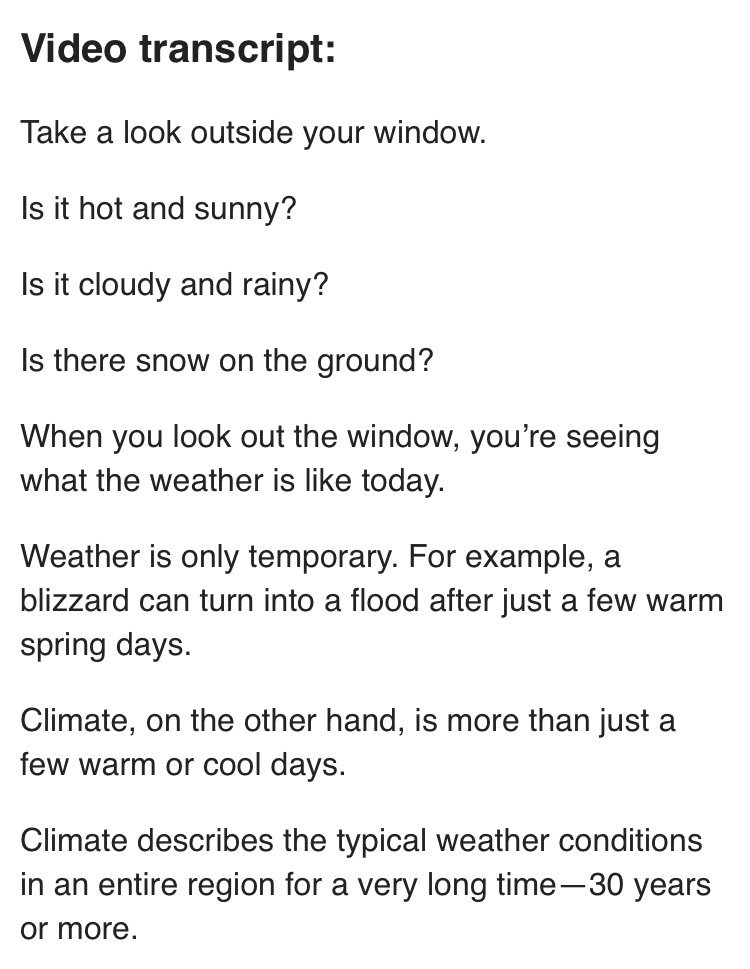 Video transcript:
Take a look outside your window.
Is it hot and sunny?
Is it cloudy and rainy?
Is there snow on the ground?
When you look out the window, you’re seeing
what the weather is like today.
Weather is only temporary. For example, a
blizzard can turn into a flood after just a few warm
spring days.
Climate, on the other hand, is more than just a
few warm or cool days.
Climate describes the typical weather conditions
in an entire region for a very long time—30 years
or more.